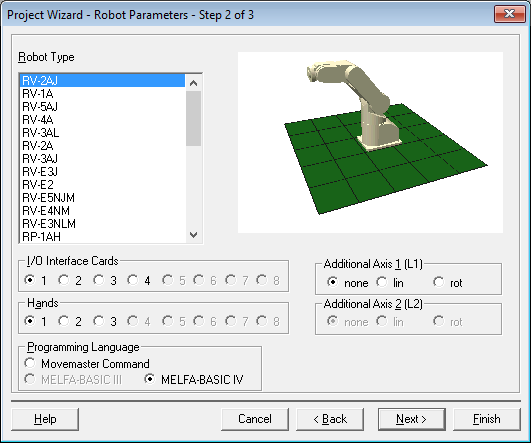 Project Wizard - Robot Parameters - Step 2 of 3
Robot Type
RV-2AJ
RV-1A
RV-5AJ
RV-4A
RV-3AL
RV-2A
RV-3AJ
RV-E3J
RV-E2
RV-E5NJM
RV-E4NM
RV-E3NLM
RP-1AH
I/O Interface Cards
1 2 3 4 5 6 7 8
Hands
1 2 3 4 5 6 7 8
Programming Language
Movemaster Command
MELFA-BASIC III MELFA-BASIC IV
Additional Axis 1 (L1)
none lin rot
Additional Axis 2 (L2)
none lin rot
Help Cancel < Back Next > Finish